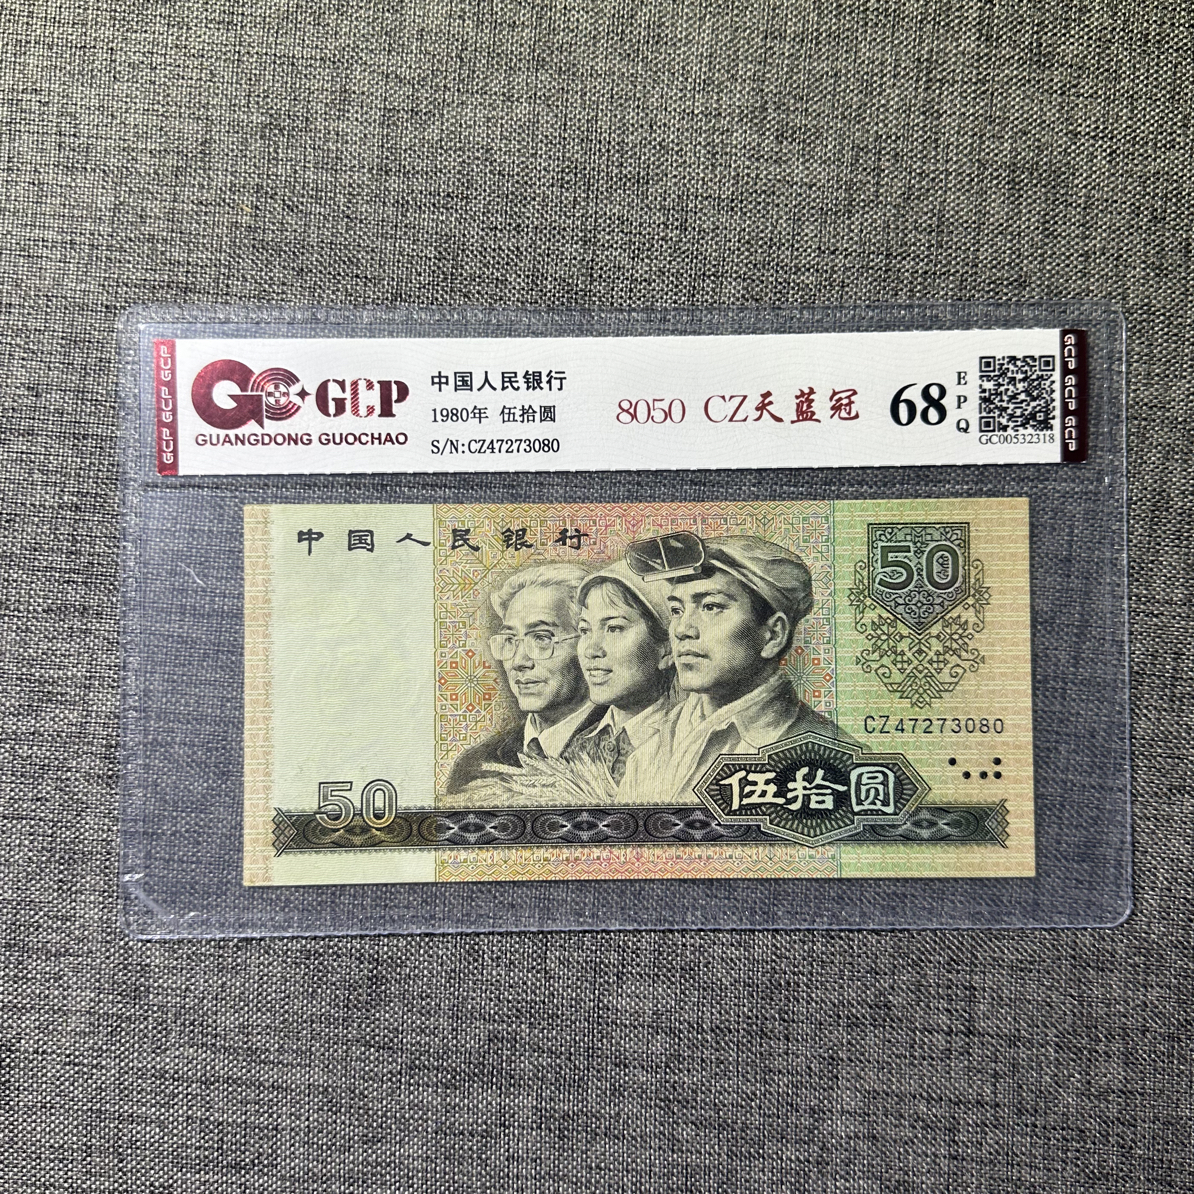 GCP GCP GCP
GCP
GUANGDONG GUOCHAO
中国人民银行
1980年 伍拾圆
S/N:CZ47273080
8050 CZ天蓝冠
68
EPQ
GC00532318
GCP GCP GCP
中国人民银行
50
CZ47273080
伍拾圆
50